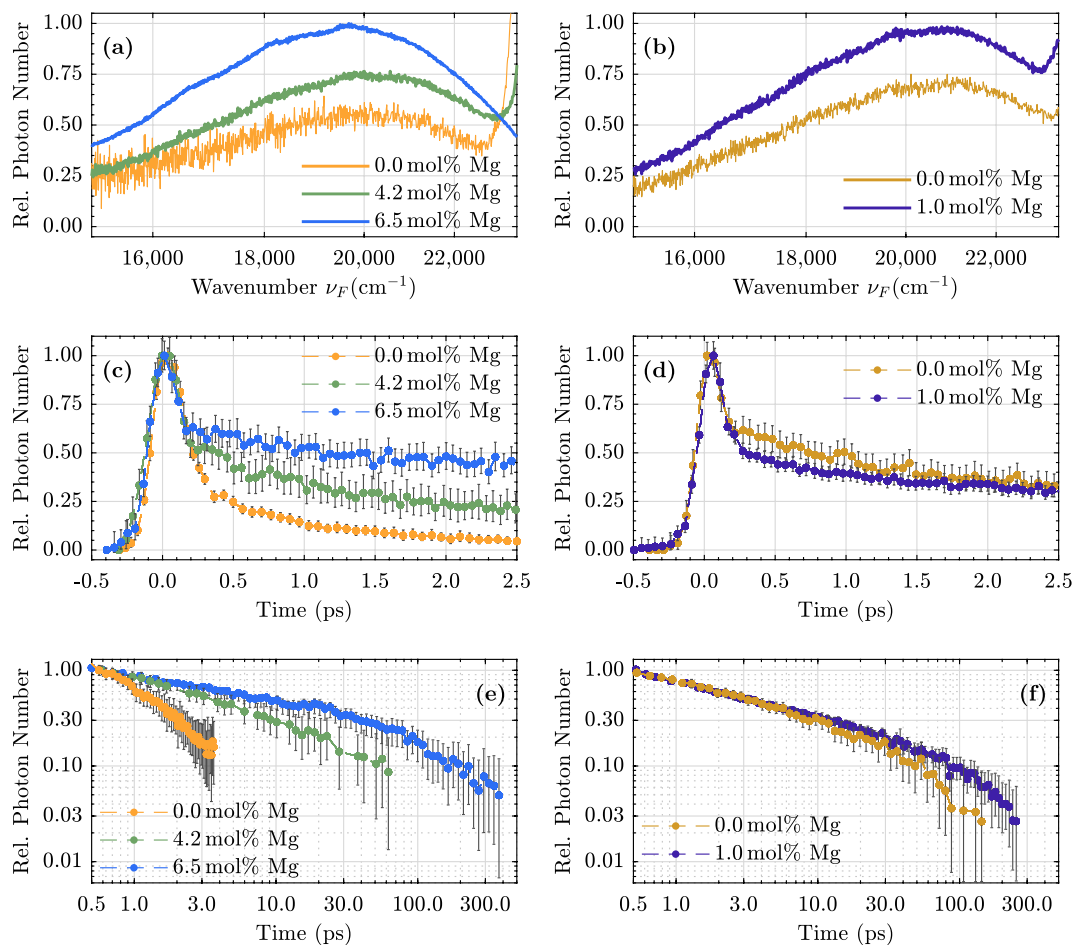 Rel. Photon Number
1.00
0.75
0.50
0.25
0.00
(a)
0.0 mol% Mg
4.2 mol% Mg
6.5 mol% Mg
16,000 18,000 20,000 22,000
Wavenumber νF(cm−1)
Rel. Photon Number
1.00
0.75
0.50
0.25
0.00
(b)
0.0 mol% Mg
1.0 mol% Mg
16,000 18,000 20,000 22,000
Wavenumber νF(cm−1)
Rel. Photon Number
1.00
0.75
0.50
0.25
0.00
(c)
0.0 mol% Mg
4.2 mol% Mg
6.5 mol% Mg
-0.5 0.0 0.5 1.0 1.5 2.0 2.5
Time (ps)
Rel. Photon Number
1.00
0.75
0.50
0.25
0.00
(d)
0.0 mol% Mg
1.0 mol% Mg
-0.5 0.0 0.5 1.0 1.5 2.0 2.5
Time (ps)
Rel. Photon Number
1.00
0.30
0.10
0.03
0.01
(e)
0.0 mol% Mg
4.2 mol% Mg
6.5 mol% Mg
0.5 1.0 3.0 10.0 30.0 100.0
Time (ps)
Rel. Photon Number
1.00
0.30
0.10
0.03
0.01
(f)
0.0 mol% Mg
1.0 mol% Mg
0.5 1.0 3.0 10.0 30.0 100.0 300.0
Time (ps)